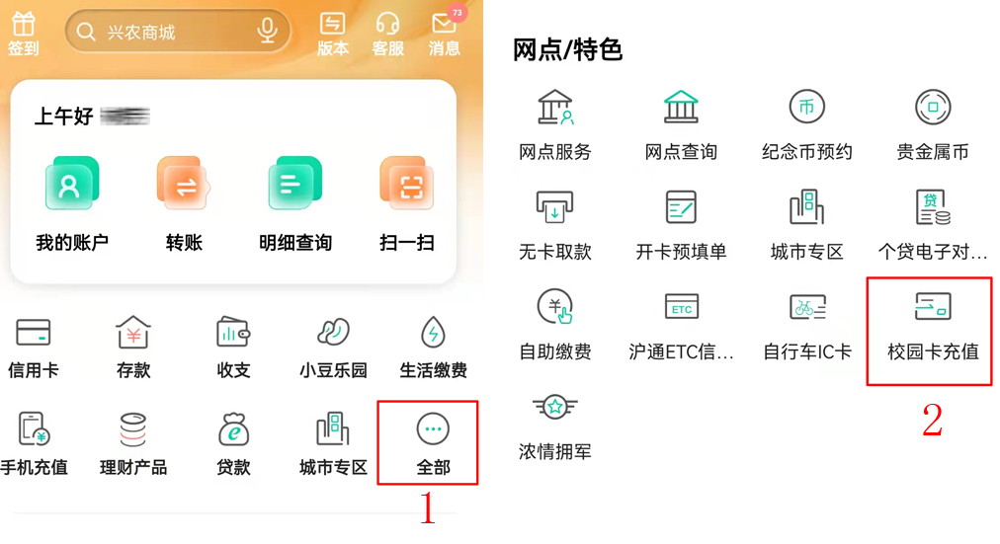 73
兴农商城
签到 版本 客服 消息
上午好
我的账户 转账 明细查询 扫一扫
信用卡 存款 收支 小豆乐园 生活缴费
手机充值 理财产品 贷款 城市专区 全部
1
网点/特色
币
网点服务 网点查询 纪念币预约 贵金属币
贷
无卡取款 开卡预填单 城市专区 个贷电子对...
ETC
自助缴费 沪通ETC信... 自行车IC卡 校园卡充值
2
浓情拥军